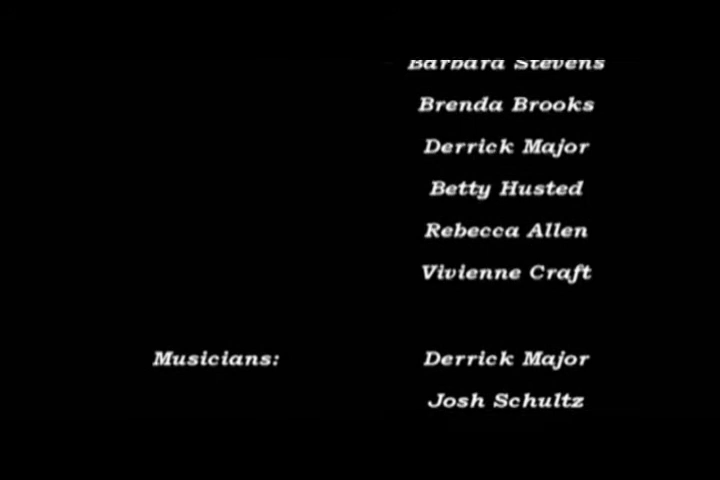 Barbara Stevens
Brenda Brooks
Derrick Major
Betty Husted
Rebecca Allen
Vivienne Craft
Musicians: Derrick Major
Josh Schultz